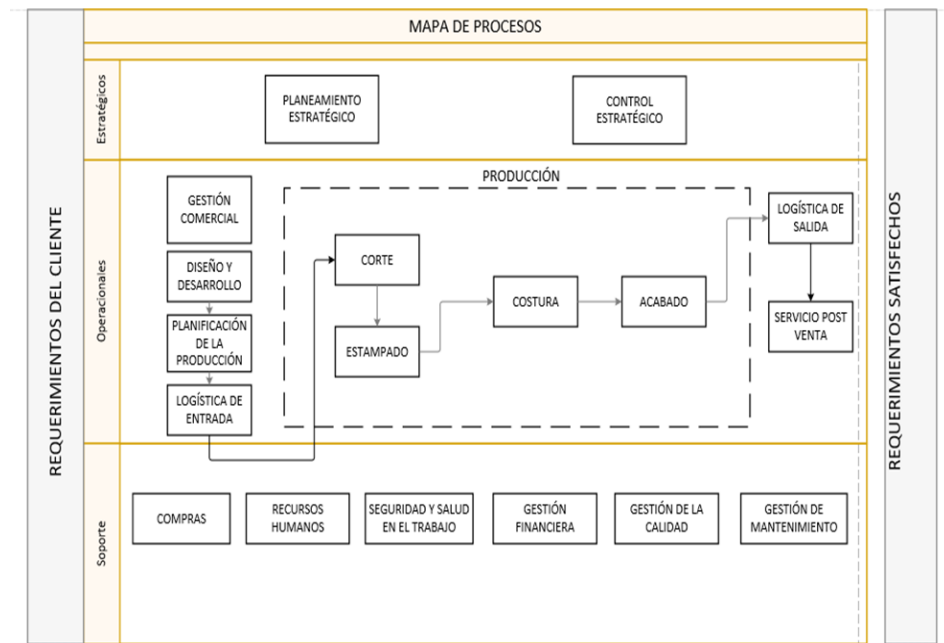 MAPA DE PROCESOS
REQUERIMIENTOS DEL CLIENTE
Estratégicos
PLANEAMIENTO
ESTRATÉGICO
CONTROL
ESTRATÉGICO
Operacionales
GESTIÓN
COMERCIAL
DISEÑO Y
DESARROLLO
PLANIFICACIÓN
DE LA
PRODUCCIÓN
LOGÍSTICA DE
ENTRADA
PRODUCCIÓN
CORTE
ESTAMPADO
COSTURA
ACABADO
LOGÍSTICA DE
SALIDA
SERVICIO POST
VENTA
Soporte
COMPRAS
RECURSOS
HUMANOS
SEGURIDAD Y SALUD
EN EL TRABAJO
GESTIÓN
FINANCIERA
GESTIÓN DE LA
CALIDAD
GESTIÓN DE
MANTENIMIENTO
REQUERIMIENTOS SATISFECHOS